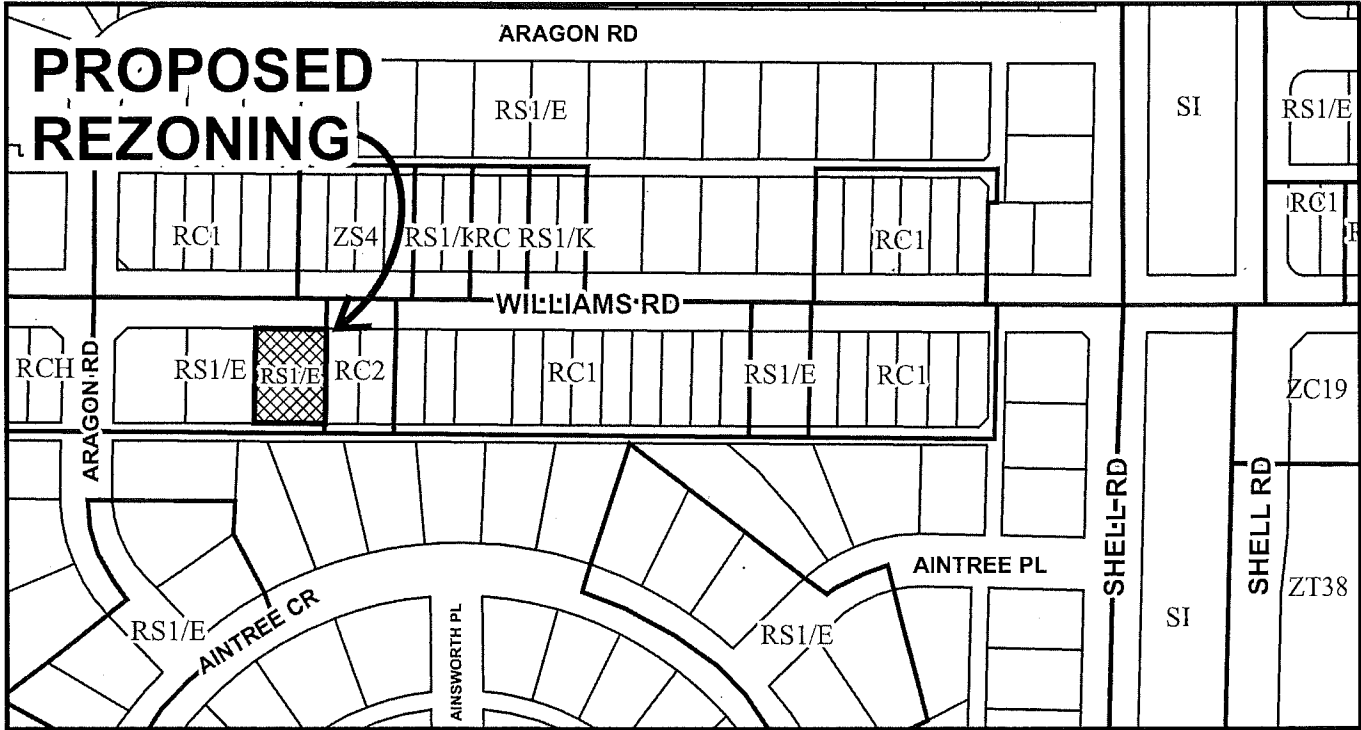 ARAGON RD
PROPOSED
REZONING
RS1/E
SI
RS1/E
RC1
ZS4
RS1/K
RC
RS1/K
RC1
RC1
WILLIAMS RD
ARAGON RD
RCH
RS1/E
RS1/E
RC2
RC1
RS1/E
RC1
ZC19
SHELL RD
SHELL RD
AINTREE PL
RS1/E
AINTREE CR
AINSWORTH PL
RS1/E
SI
ZT38